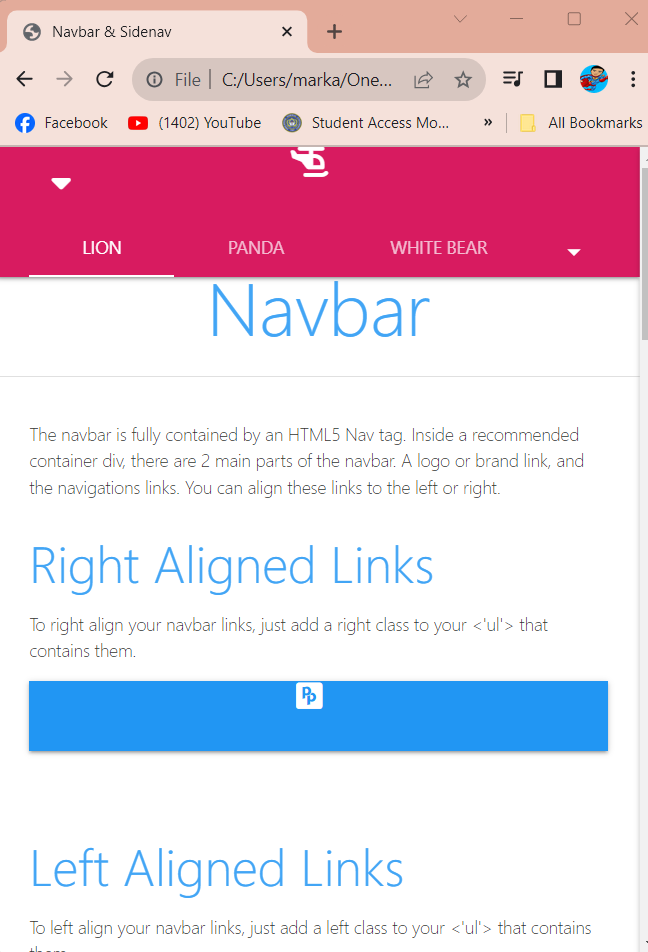 Navbar & Sidenav
File
C:/Users/marka/One...
Facebook
(1402) YouTube
Student Access Mo...
»
All Bookmarks
LION
PANDA
WHITE BEAR
Navbar
The navbar is fully contained by an HTML5 Nav tag. Inside a recommended
container div, there are 2 main parts of the navbar. A logo or brand link, and
the navigations links. You can align these links to the left or right.
Right Aligned Links
To right align your navbar links, just add a right class to your <'ul'> that
contains them.
Left Aligned Links
To left align your navbar links, just add a left class to your <'ul'> that contains
them.